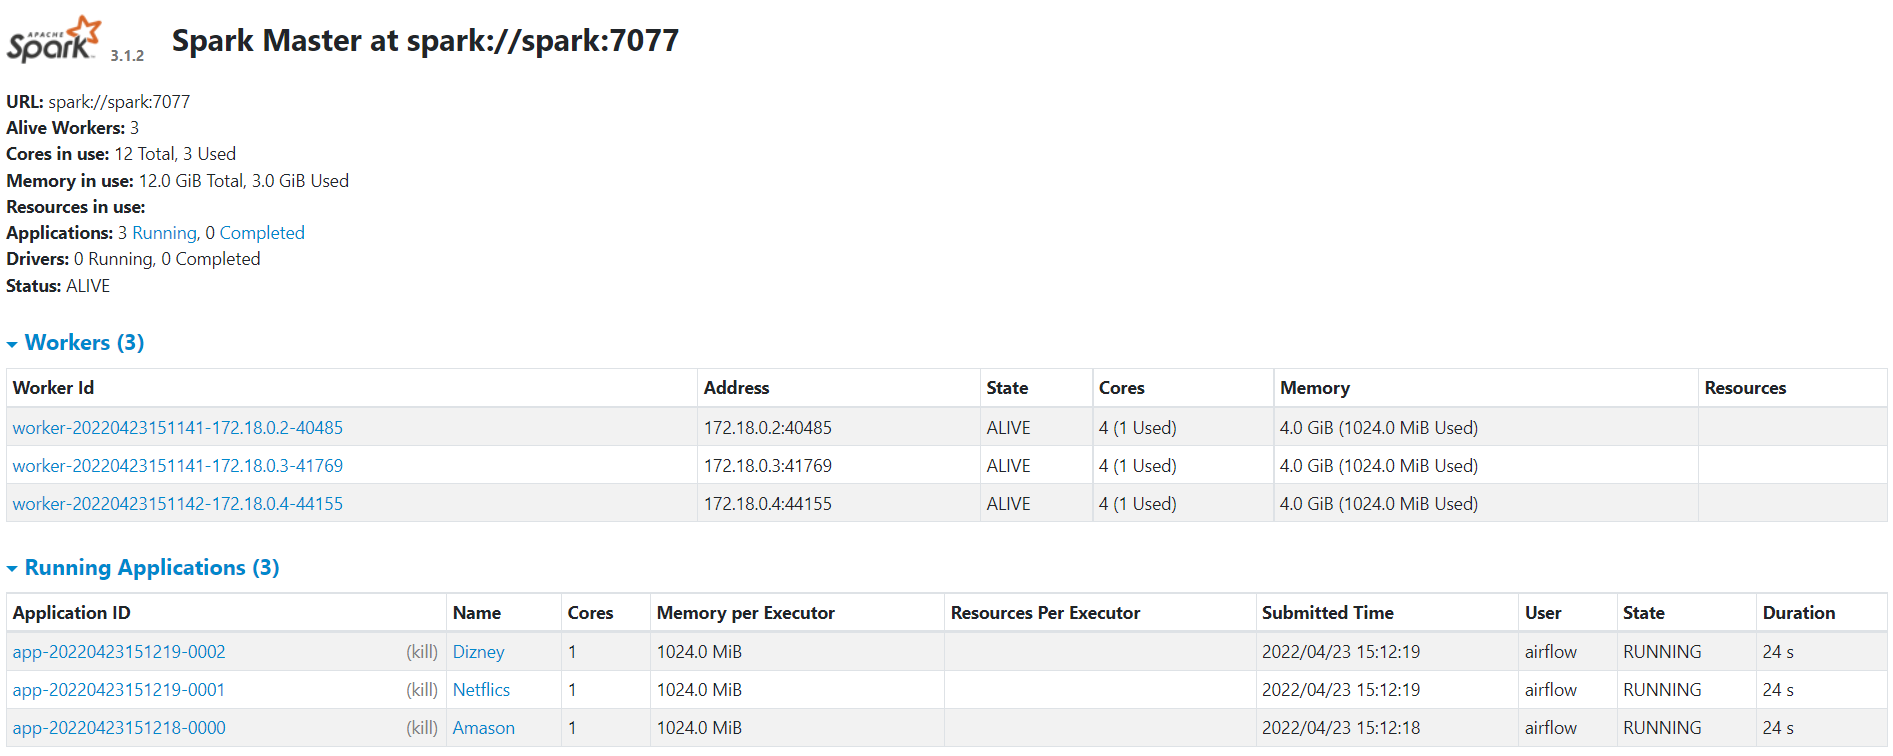 APACHE
Spark 3.1.2 Spark Master at spark://spark:7077
URL: spark://spark:7077
Alive Workers: 3
Cores in use: 12 Total, 3 Used
Memory in use: 12.0 GiB Total, 3.0 GiB Used
Resources in use:
Applications: 3 Running, 0 Completed
Drivers: 0 Running, 0 Completed
Status: ALIVE
Workers (3)
Worker Id Address State Cores Memory Resources
worker-20220423151141-172.18.0.2-40485 172.18.0.2:40485 ALIVE 4 (1 Used) 4.0 GiB (1024.0 MiB Used)
worker-20220423151141-172.18.0.3-41769 172.18.0.3:41769 ALIVE 4 (1 Used) 4.0 GiB (1024.0 MiB Used)
worker-20220423151142-172.18.0.4-44155 172.18.0.4:44155 ALIVE 4 (1 Used) 4.0 GiB (1024.0 MiB Used)
Running Applications (3)
Application ID Name Cores Memory per Executor Resources Per Executor Submitted Time User State Duration
app-20220423151219-0002 (kill) Dizney 1 1024.0 MiB 2022/04/23 15:12:19 airflow RUNNING 24 s
app-20220423151219-0001 (kill) Netflics 1 1024.0 MiB 2022/04/23 15:12:19 airflow RUNNING 24 s
app-20220423151218-0000 (kill) Amason 1 1024.0 MiB 2022/04/23 15:12:18 airflow RUNNING 24 s